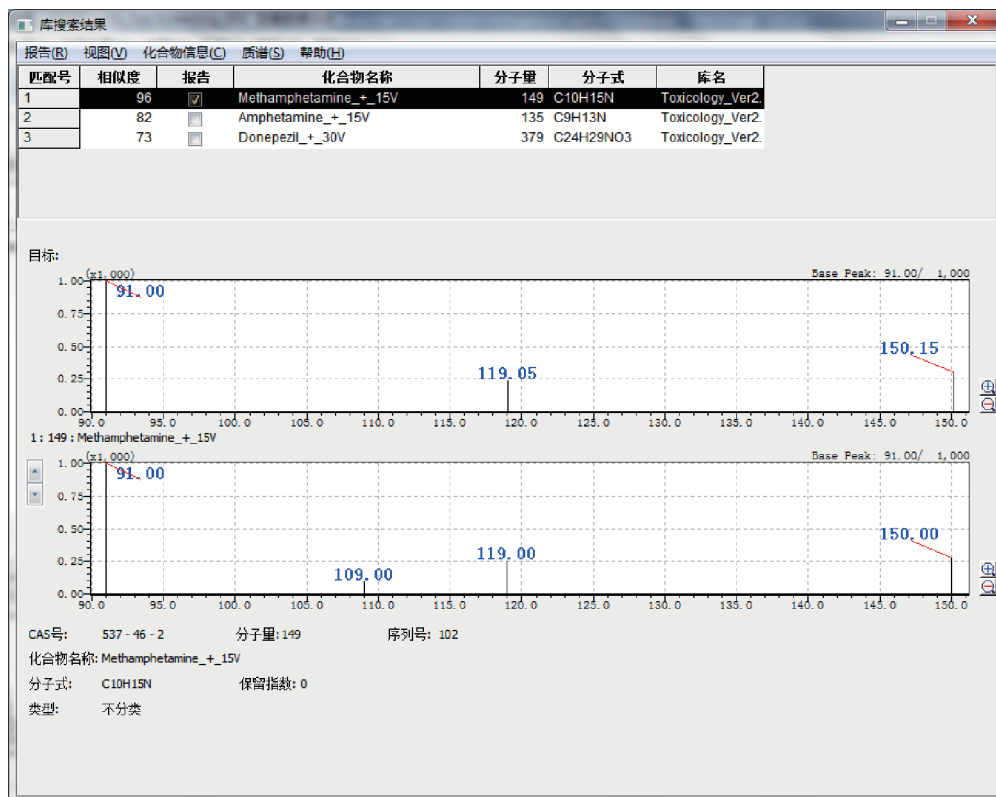 库搜索结果
报告(R) 视图(V) 化合物信息(C) 质谱(S) 帮助(H)
匹配号 相似度 报告 化合物名称 分子量 分子式 库名
1 96 Methamphetamine_+_15V 149 C10H15N Toxicology_Ver2.
2 82 Amphetamine_+_15V 135 C9H13N Toxicology_Ver2.
3 73 Donepezil_+_30V 379 C24H29NO3 Toxicology_Ver2.
目标:
(x1,000) Base Peak: 91.00/ 1,000
1.00 91.00
0.75
0.50 150.15
0.25 119.05
0.00
90.0 95.0 100.0 105.0 110.0 115.0 120.0 125.0 130.0 135.0 140.0 145.0 150.0
1 : 149 : Methamphetamine_+_15V
(x1,000) Base Peak: 91.00/ 1,000
1.00 91.00
0.75
0.50 150.00
0.25 109.00 119.00
0.00
90.0 95.0 100.0 105.0 110.0 115.0 120.0 125.0 130.0 135.0 140.0 145.0 150.0
CAS号: 537 - 46 - 2 分子量: 149 序列号: 102
化合物名称: Methamphetamine_+_15V
分子式: C10H15N 保留指数: 0
类型: 不分类